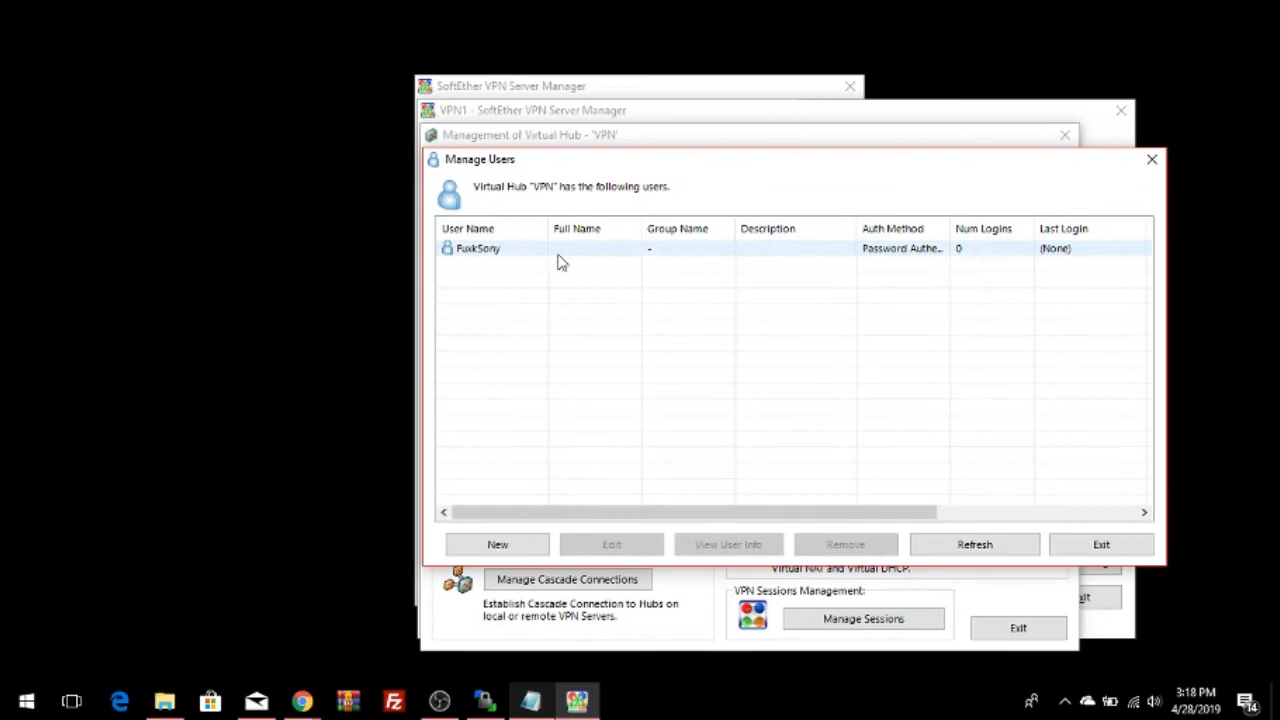 SoftEther VPN Server Manager
VPN1 - SoftEther VPN Server Manager
Management of Virtual Hub - 'VPN'
Manage Users
Virtual Hub "VPN" has the following users.
User Name Full Name Group Name Description Auth Method Num Logins Last Login
FuxkSony - Password Authe... 0 (None)
New Edit View User Info Remove Refresh Exit
Virtual NAT and Virtual DHCP.
Manage Cascade Connections
Establish Cascade Connection to Hubs on
local or remote VPN Servers.
VPN Sessions Management:
Manage Sessions
Exit
3:18 PM
4/28/2019
14